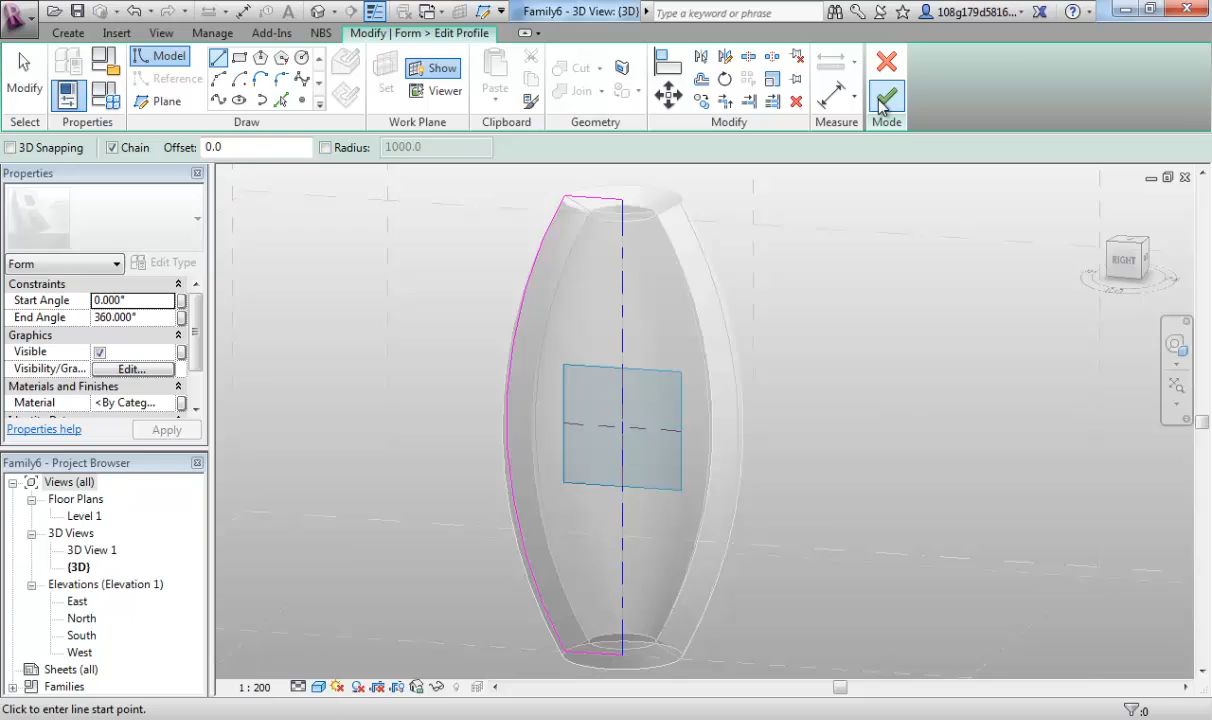 Family6 - 3D View: {3D}
Type a keyword or phrase
108g179d5816...
Create Insert View Manage Add-Ins NBS Modify | Form > Edit Profile
Modify
Model
Reference
Plane
Set
Show
Viewer
Paste
Cut
Join
Select Properties Draw Work Plane Clipboard Geometry Modify Measure Mode
3D Snapping Chain Offset: 0.0 Radius: 1000.0
Properties
Form Edit Type
Constraints
Start Angle 0.000°
End Angle 360.000°
Graphics
Visible
Visibility/Gra... Edit...
Materials and Finishes
Material <By Categ...
Properties help Apply
Family6 - Project Browser
Views (all)
Floor Plans
Level 1
3D Views
3D View 1
{3D}
Elevations (Elevation 1)
East
North
South
West
Sheets (all)
Families
RIGHT
1 : 200
Click to enter line start point.
:0